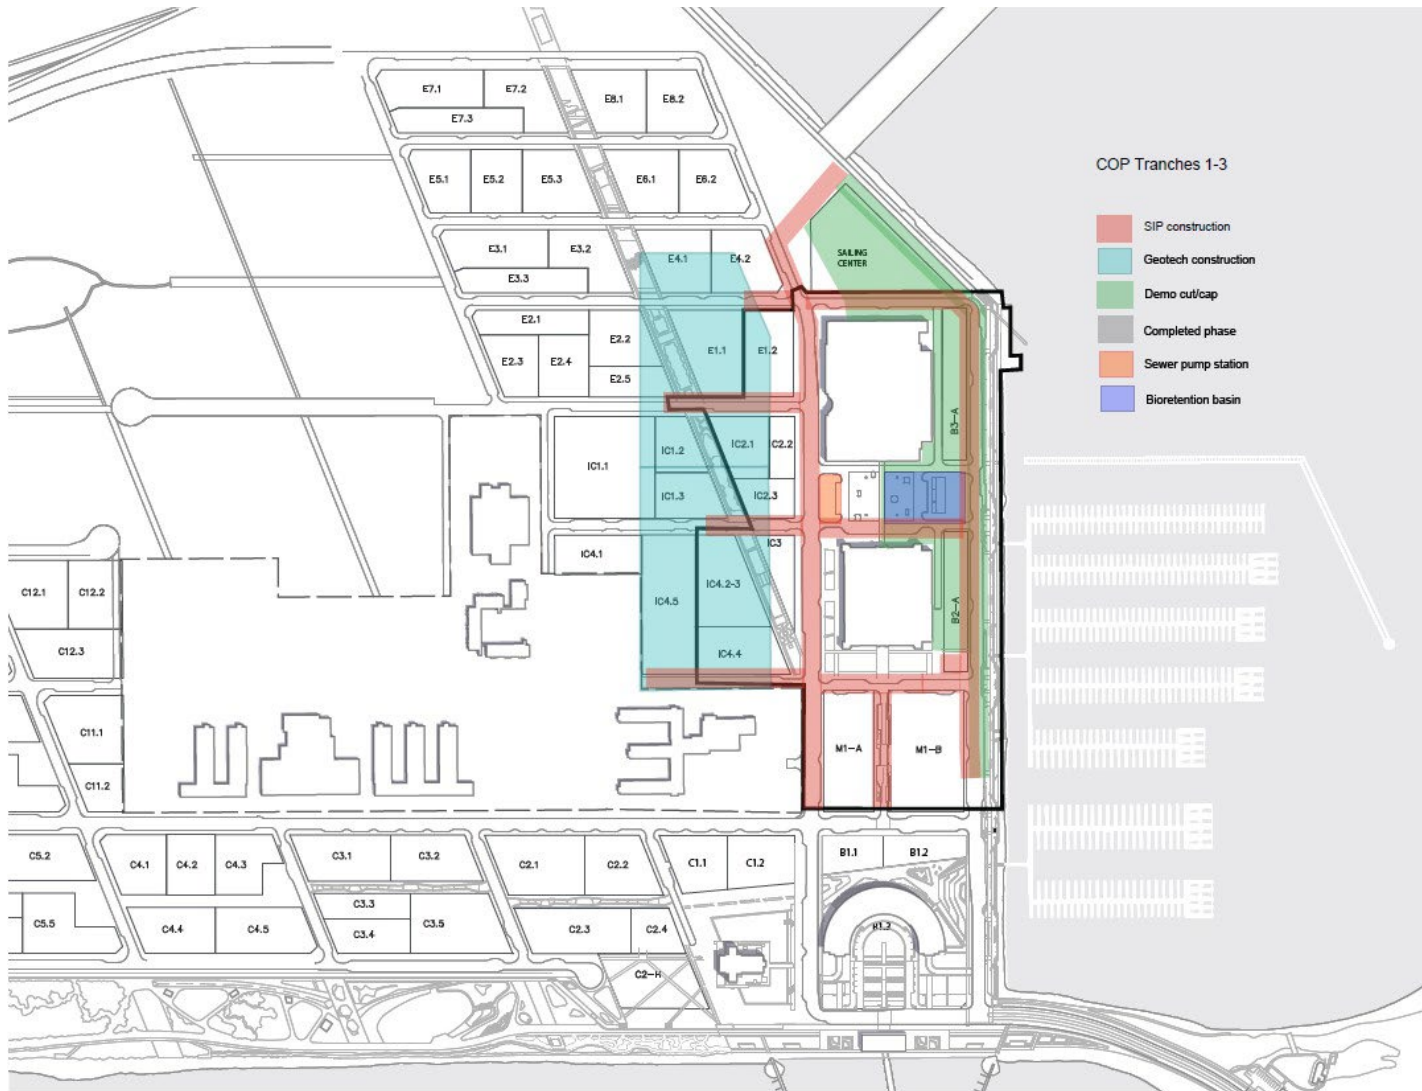 E7.1
E7.2
E8.1
E8.2
E7.3
COP Tranches 1-3
E5.1
E5.2
E5.3
E6.1
E6.2
SIP construction
E3.1
E3.2
E4.1
E4.2
SAILING
CENTER
Geotech construction
E3.3
Demo cut/cap
E2.1
Completed phase
E2.2
E1.1
E1.2
E2.3
E2.4
E2.5
Sewer pump station
Bioretention basin
B3-A
IC1.1
IC1.2
IC2.1
C2.2
IC1.3
IC2.3
IC4.1
IC3
C12.1
C12.2
IC4.5
IC4.2-3
B2-A
C12.3
IC4.4
C11.1
M1-A
M1-B
C11.2
C5.2
C4.1
C4.2
C4.3
C3.1
C3.2
C2.1
C2.2
C1.1
C1.2
B1.1
B1.2
C3.3
C5.5
C4.4
C4.5
C3.4
C3.5
C2.3
C2.4
B1.3
C2-H